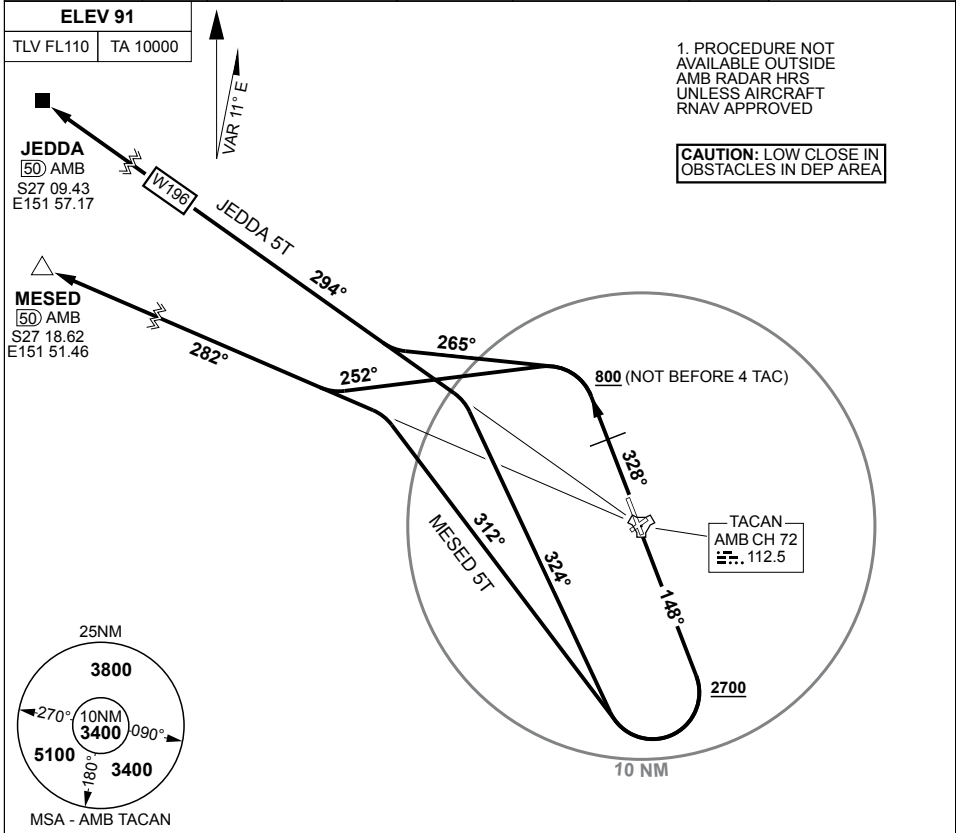 ELEV 91
TLV FL110 TA 10000
VAR 11° E
1. PROCEDURE NOT
AVAILABLE OUTSIDE
AMB RADAR HRS
UNLESS AIRCRAFT
RNAV APPROVED
CAUTION: LOW CLOSE IN
OBSTACLES IN DEP AREA
JEDDA
50 AMB
S27 09.43
E151 57.17
W196
JEDDA 5T
294°
MESED
50 AMB
S27 18.62
E151 51.46
282°
265°
252°
800 (NOT BEFORE 4 TAC)
328°
TACAN
AMB CH 72
112.5
312°
MESED 5T
324°
148°
2700
10 NM
25NM
3800
270°
10NM
3400
090°
5100
180°
3400
MSA - AMB TACAN